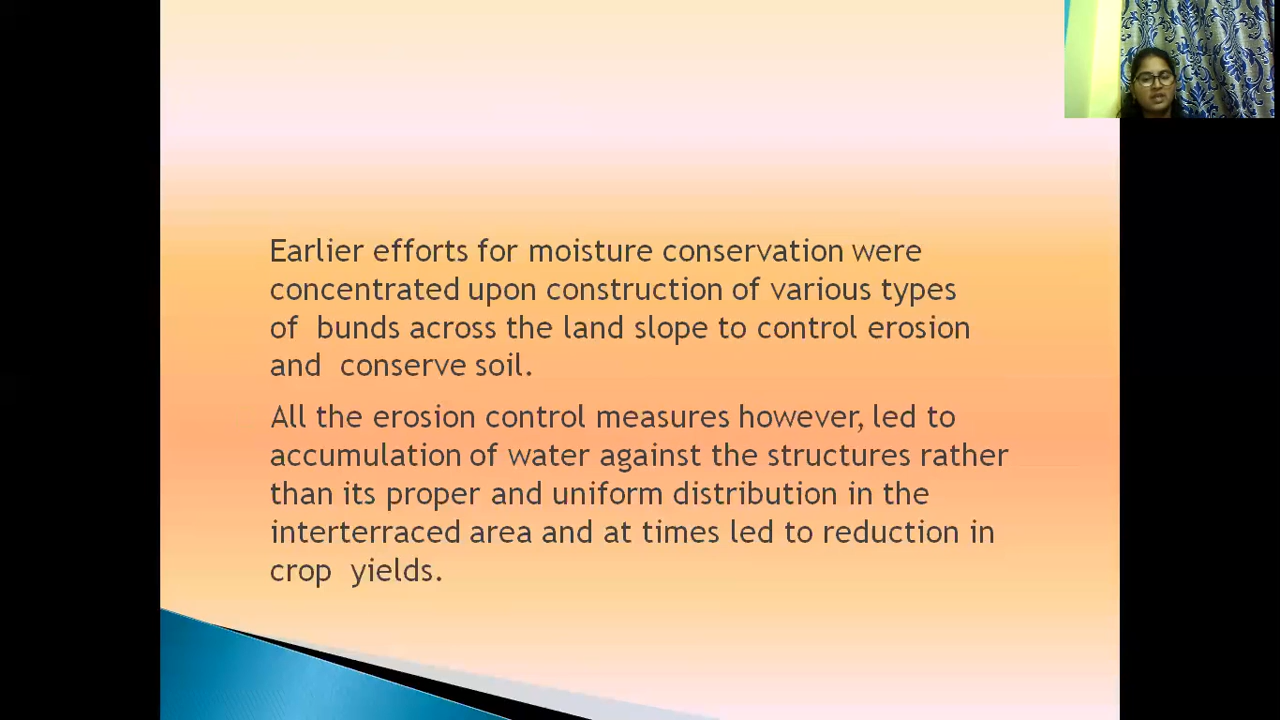 Earlier efforts for moisture conservation were
concentrated upon construction of various types
of bunds across the land slope to control erosion
and conserve soil.
All the erosion control measures however, led to
accumulation of water against the structures rather
than its proper and uniform distribution in the
interterraced area and at times led to reduction in
crop yields.